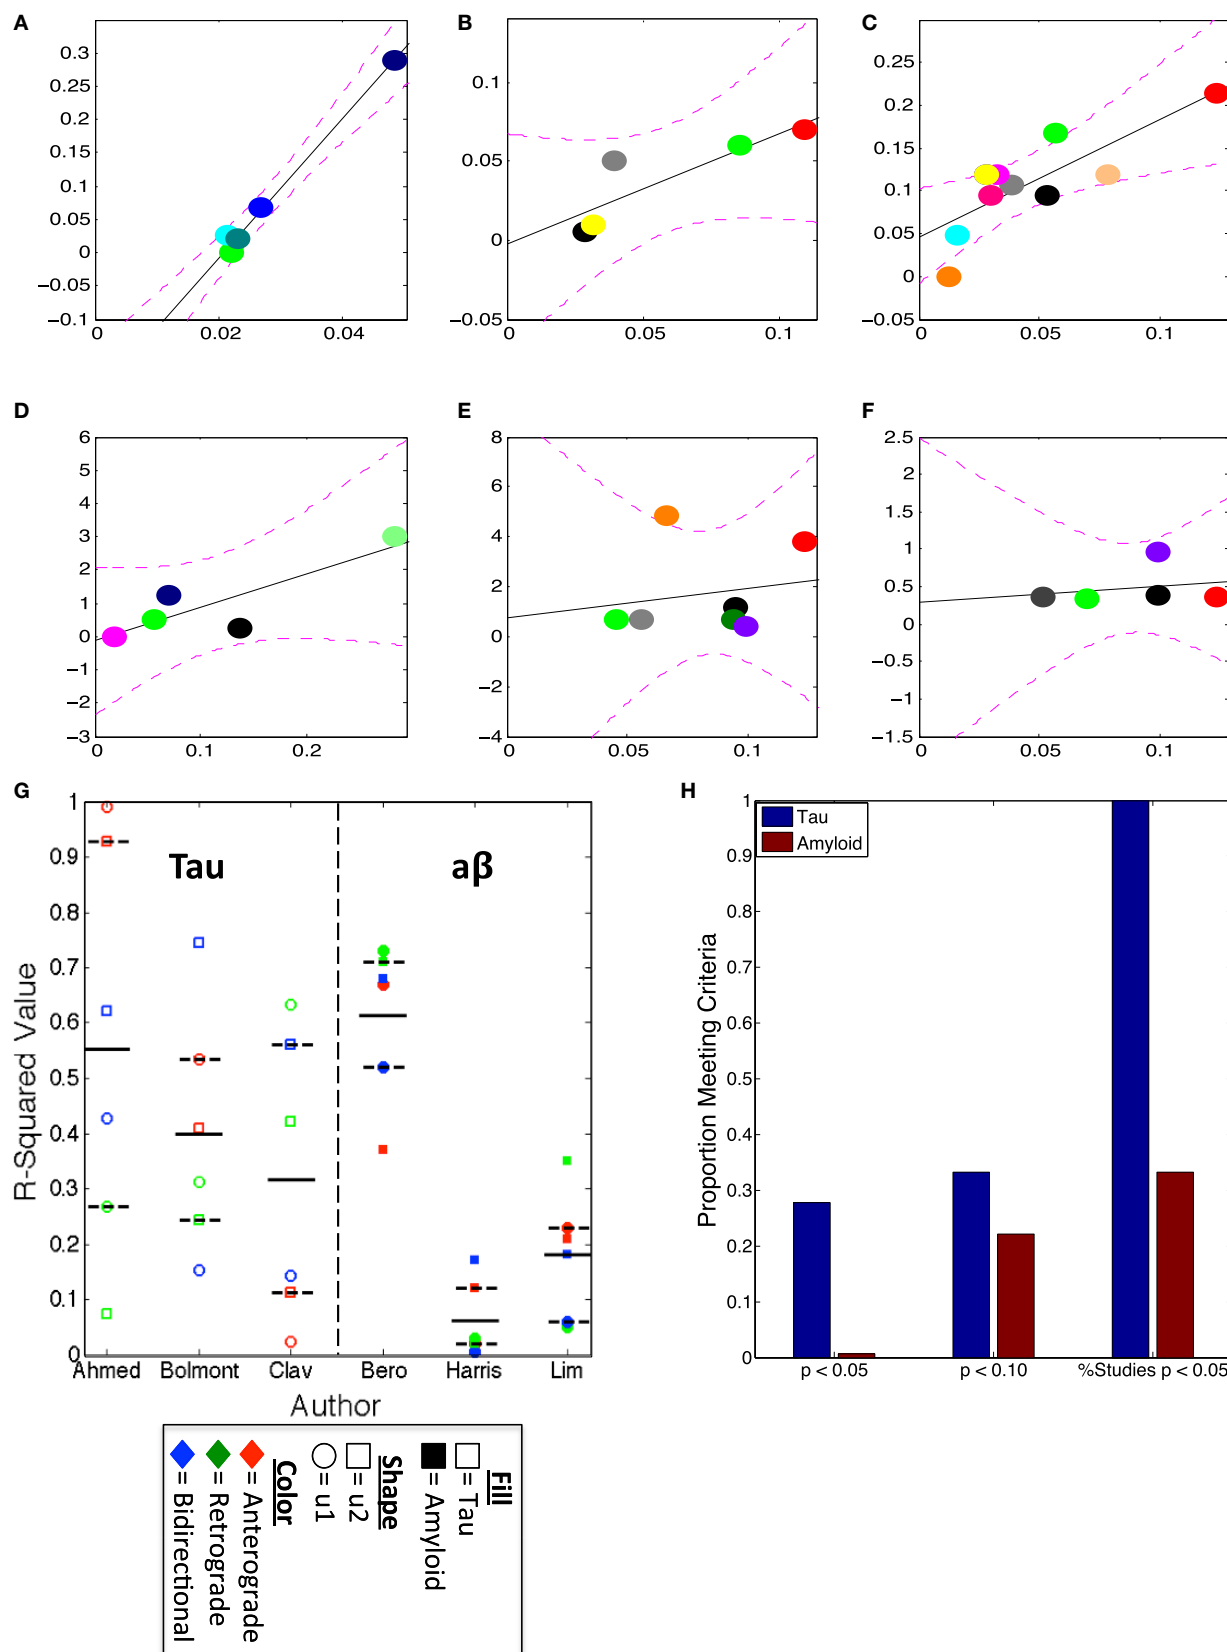 A
0.3
0.25
0.2
0.15
0.1
0.05
0
−0.05
−0.1
0
0.02
0.04
B
0.1
0.05
0
−0.05
0
0.05
0.1
C
0.25
0.2
0.15
0.1
0.05
0
−0.05
0
0.05
0.1
D
6
5
4
3
2
1
0
−1
−2
−3
0
0.1
0.2
E
8
6
4
2
0
−2
−4
0
0.05
0.1
F
2.5
2
1.5
1
0.5
0
−0.5
−1
−1.5
0
0.05
0.1
G
1
0.9
0.8
0.7
0.6
0.5
0.4
0.3
0.2
0.1
0
R-Squared Value
Tau
aβ
Ahmed
Bolmont
Clav
Bero
Harris
Lim
Author
Fill
= Tau
= Amyloid
Shape
= u2
= u1
Color
= Anterograde
= Retrograde
= Bidirectional
H
1
0.9
0.8
0.7
0.6
0.5
0.4
0.3
0.2
0.1
0
Proportion Meeting Criteria
Tau
Amyloid
p < 0.05
p < 0.10
%Studies p < 0.05